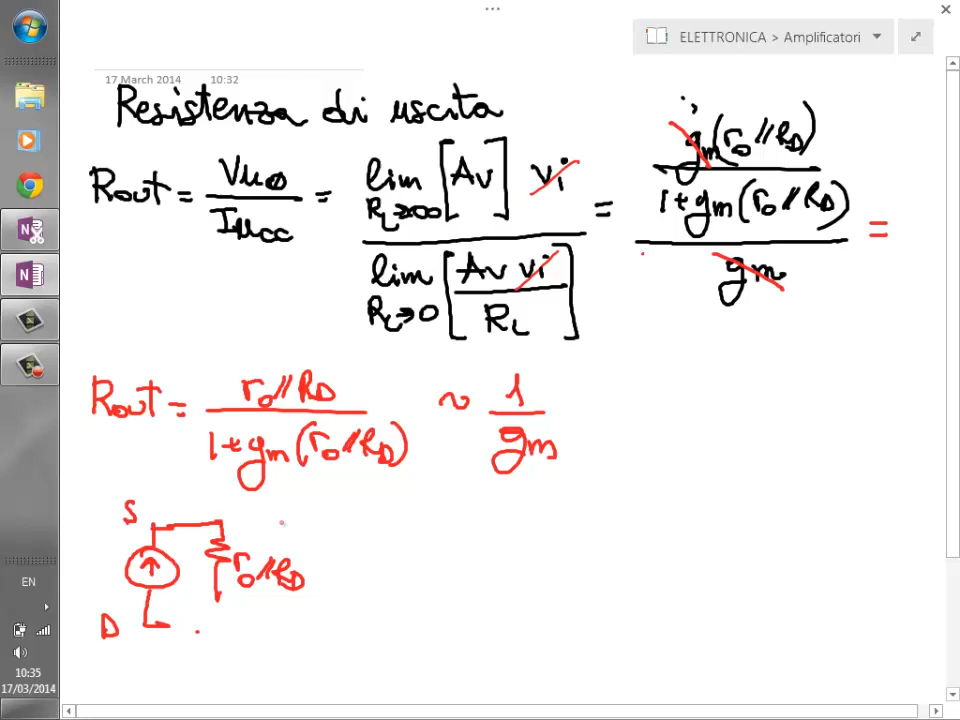 ELETTRONICA > Amplificatori
17 March 2014 10:32
Resistenza di uscita
Rout = Vuo / Iucc = lim RL→∞ [Av] vi / lim RL→0 [Av vi / RL] = gm(ro//RD) / 1+gm(ro//RD) / gm =
Rout = ro//RD / 1+gm(ro//RD) ~ 1 / gm
S
ro//RD
D
EN
10:35
17/03/2014